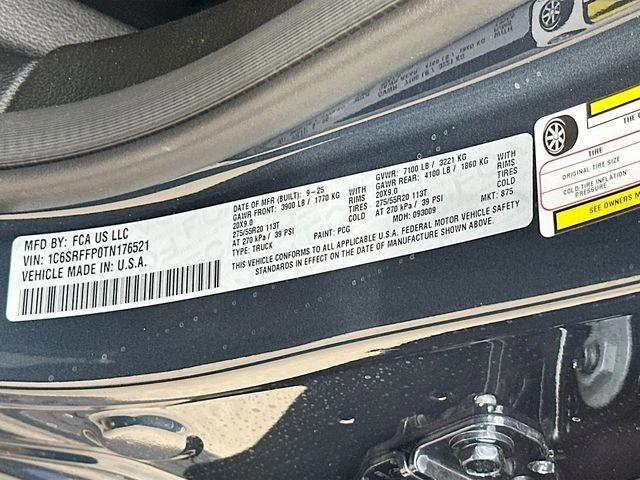 MFD BY: FCA US LLC
VIN: 1C6SRFFP0TN176521
VEHICLE MADE IN U.S.A.
DATE OF MFR (BUILT): 9-25
GAWR FRONT: 3900 LB / 1770 KG WITH
20X9.0 RIMS
275/55R20 113T TIRES
AT 270 kPa / 39 PSI COLD
TYPE: TRUCK PAINT: PCG
GVWR: 7100 LB / 3221 KG
GAWR REAR: 4100 LB / 1860 KG WITH
20X9.0 RIMS
275/55R20 113T TIRES
AT 270 kPa / 39 PSI COLD
MDH: 093009 MKT: 875
THIS VEHICLE CONFORMS TO ALL APPLICABLE U.S.A. FEDERAL MOTOR VEHICLE SAFETY
STANDARDS IN EFFECT ON THE DATE OF MANUFACTURE SHOWN ABOVE.
TIRE
ORIGINAL TIRE SIZE
COLD TIRE INFLATION
PRESSURE
SEE OWNERS